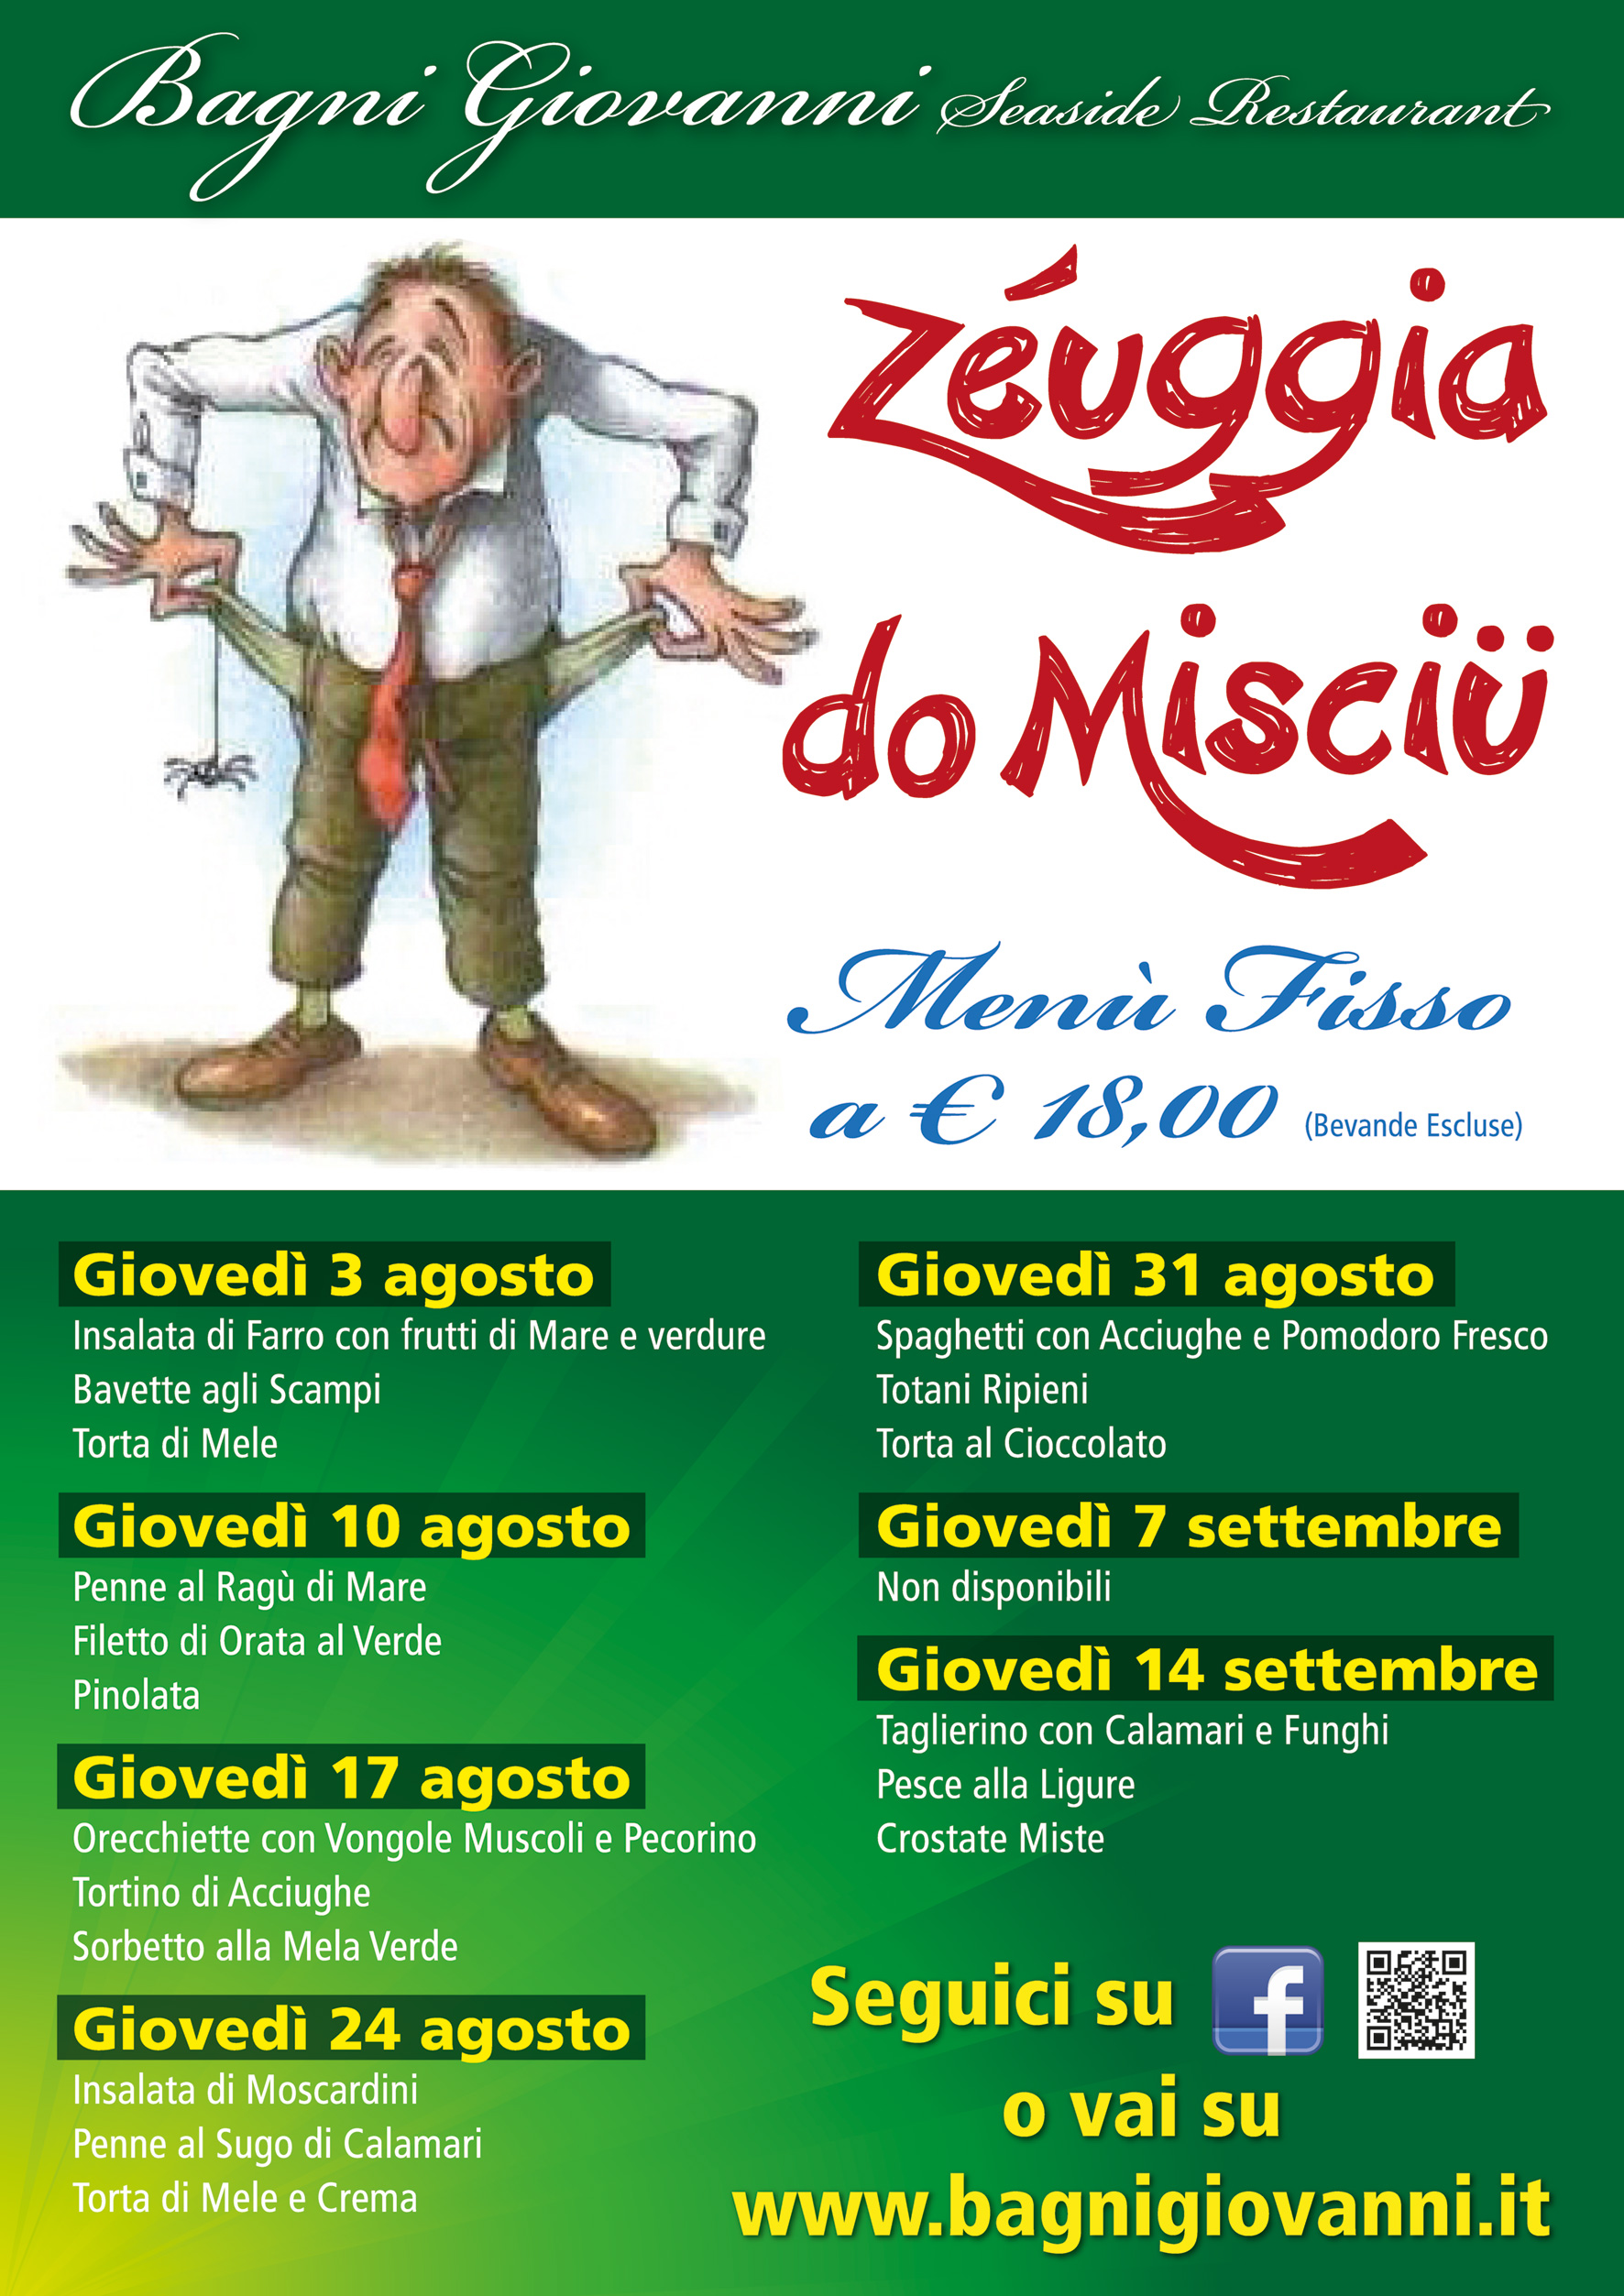 Bagni Giovanni Seaside Restaurant
Zéuggia
do Misciü
Menù Fisso
a € 18,00 (Bevande Escluse)
Giovedì 3 agosto
Insalata di Farro con frutti di Mare e verdure
Bavette agli Scampi
Torta di Mele
Giovedì 10 agosto
Penne al Ragù di Mare
Filetto di Orata al Verde
Pinolata
Giovedì 17 agosto
Orecchiette con Vongole Muscoli e Pecorino
Tortino di Acciughe
Sorbetto alla Mela Verde
Giovedì 24 agosto
Insalata di Moscardini
Penne al Sugo di Calamari
Torta di Mele e Crema
Giovedì 31 agosto
Spaghetti con Acciughe e Pomodoro Fresco
Totani Ripieni
Torta al Cioccolato
Giovedì 7 settembre
Non disponibili
Giovedì 14 settembre
Taglierino con Calamari e Funghi
Pesce alla Ligure
Crostate Miste
Seguici su f
o vai su
www.bagnigiovanni.it